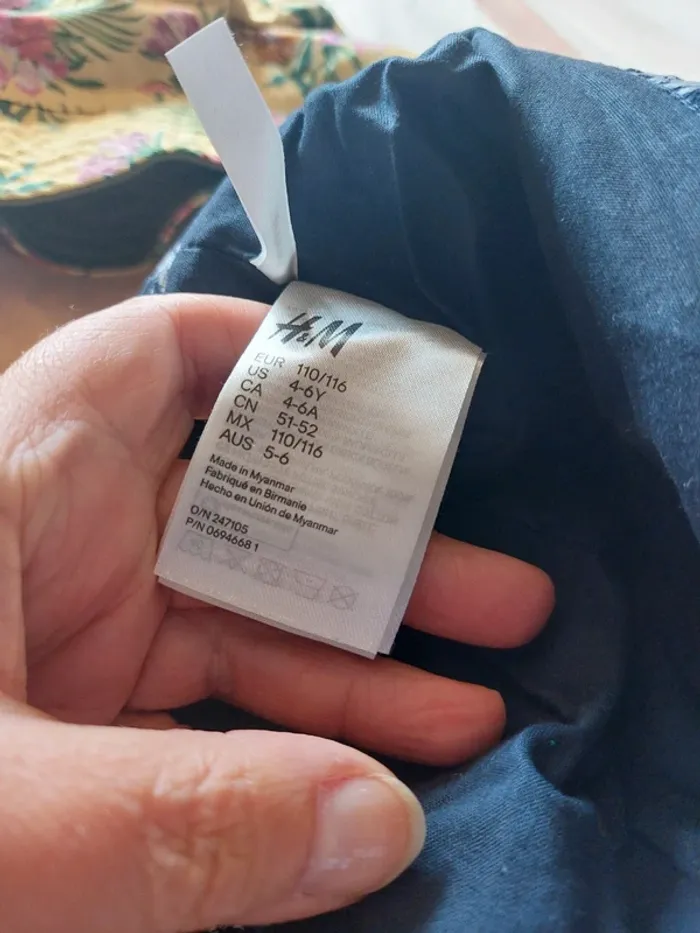 H&M
EUR 110/116
US 4-6Y
CA 4-6A
CN 51-52
MX 110/116
AUS 5-6
Made in Myanmar
Fabriqué en Birmanie
Hecho en Unión de Myanmar
O/N 247105
P/N 0694668 1